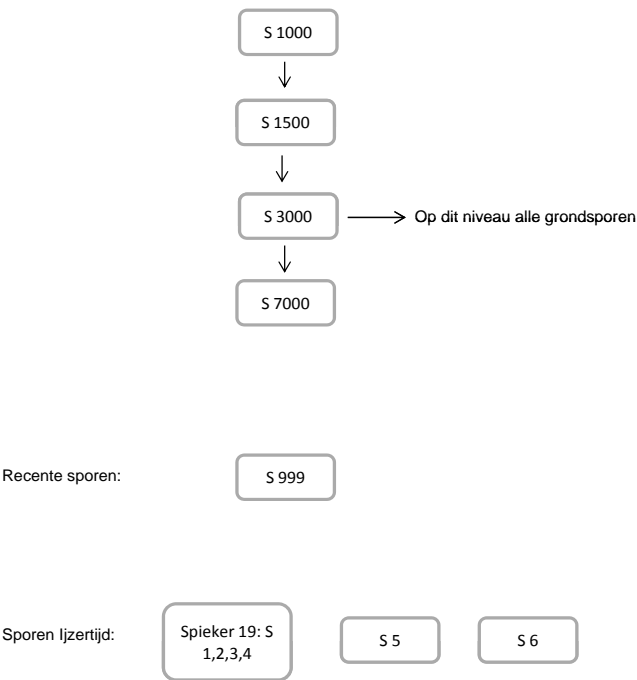 S 1000
S 1500
S 3000
Op dit niveau alle grondsporen
S 7000
Recente sporen:
S 999
Sporen Ijzertijd:
Spieker 19: S
1,2,3,4
S 5
S 6